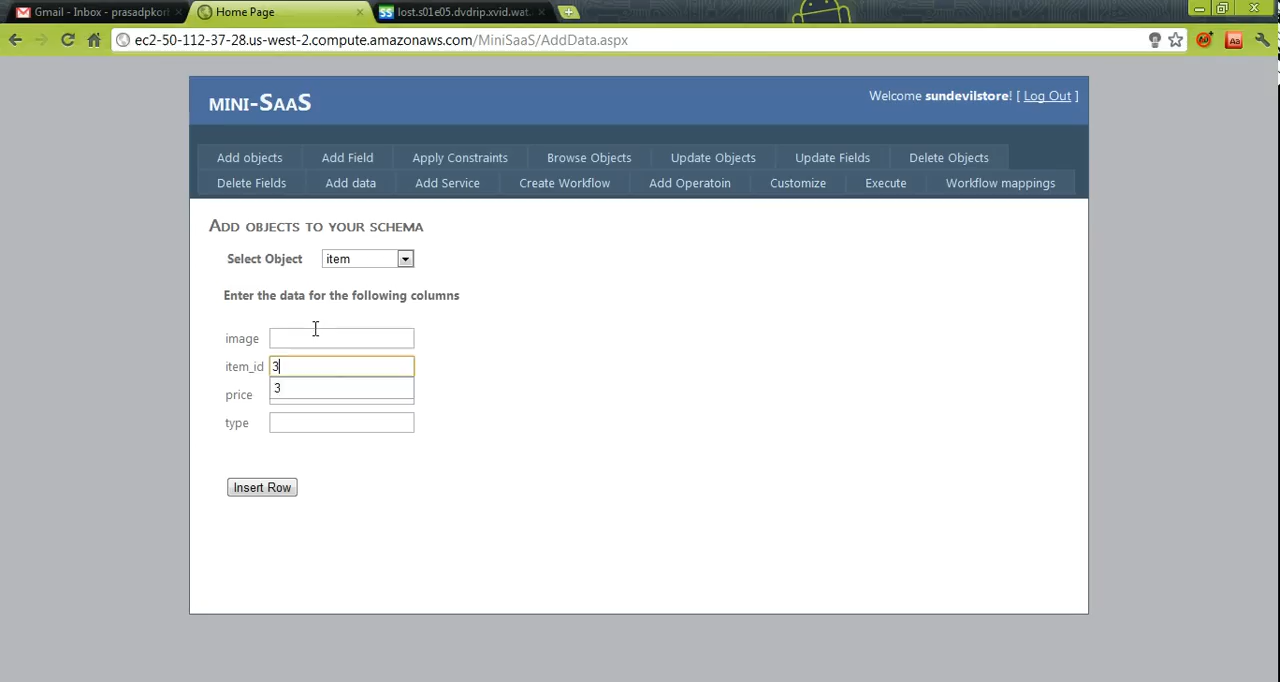 Gmail - Inbox - prasadpkor
Home Page
lost.s01e05.dvdrip.xvid.wat
ec2-50-112-37-28.us-west-2.compute.amazonaws.com/MiniSaaS/AddData.aspx
Aa
MINI-SAAS
Welcome sundevilstore! [ Log Out ]
Add objects Add Field Apply Constraints Browse Objects Update Objects Update Fields Delete Objects
Delete Fields Add data Add Service Create Workflow Add Operatoin Customize Execute Workflow mappings
ADD OBJECTS TO YOUR SCHEMA
Select Object item
Enter the data for the following columns
image
item_id 3
3
price
type
Insert Row